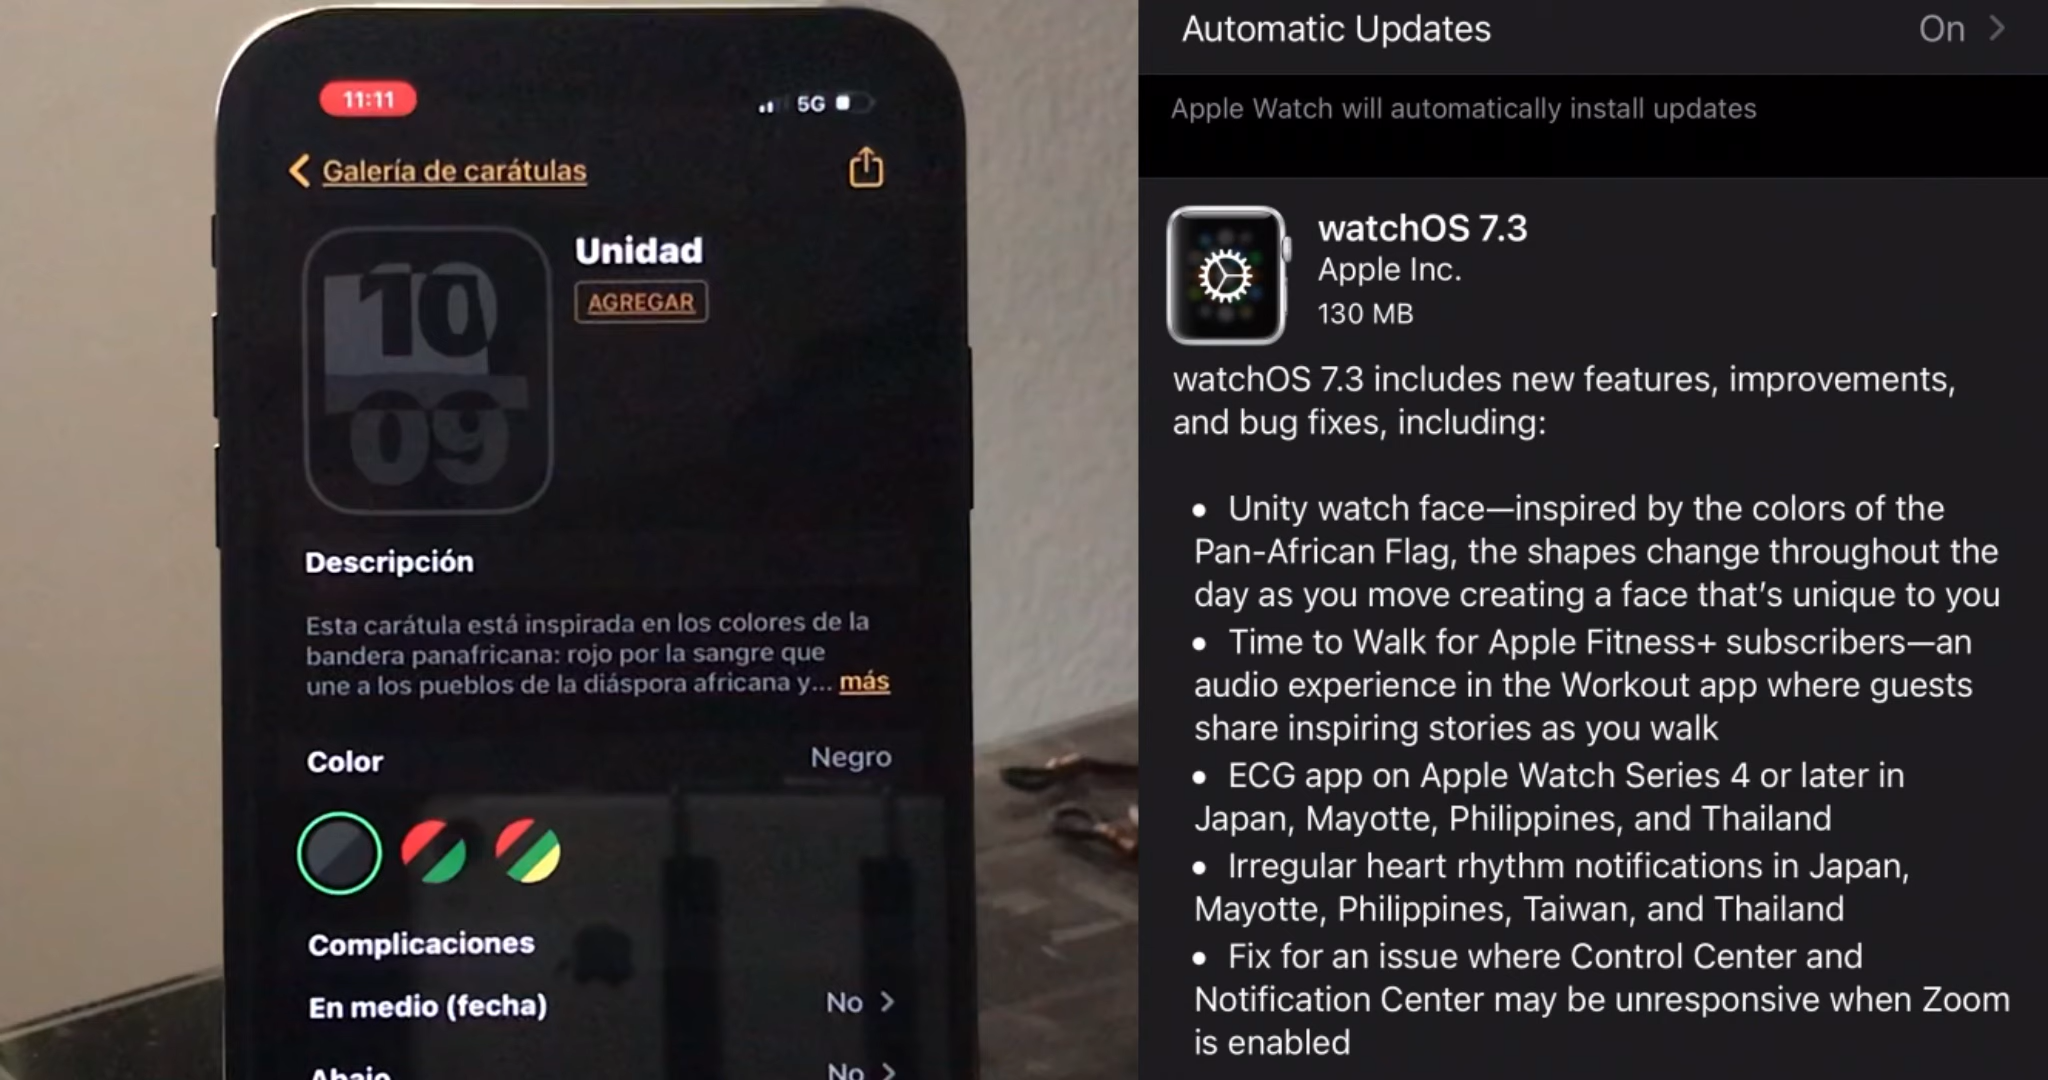 11:11
5G
Galería de carátulas
10
09
Unidad
AGREGAR
Descripción
Esta carátula está inspirada en los colores de la
bandera panafricana: rojo por la sangre que
une a los pueblos de la diáspora africana y... más
Color
Negro
Complicaciones
En medio (fecha)
No
Abajo
No
Automatic Updates
On
Apple Watch will automatically install updates
watchOS 7.3
Apple Inc.
130 MB
watchOS 7.3 includes new features, improvements,
and bug fixes, including:
• Unity watch face—inspired by the colors of the
Pan-African Flag, the shapes change throughout the
day as you move creating a face that's unique to you
• Time to Walk for Apple Fitness+ subscribers—an
audio experience in the Workout app where guests
share inspiring stories as you walk
• ECG app on Apple Watch Series 4 or later in
Japan, Mayotte, Philippines, and Thailand
• Irregular heart rhythm notifications in Japan,
Mayotte, Philippines, Taiwan, and Thailand
• Fix for an issue where Control Center and
Notification Center may be unresponsive when Zoom
is enabled